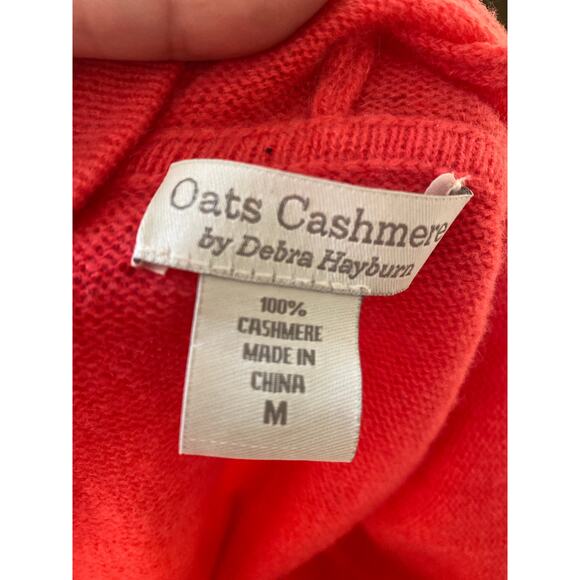 Oats Cashmere
by Debra Hayburn
100%
CASHMERE
MADE IN
CHINA
M